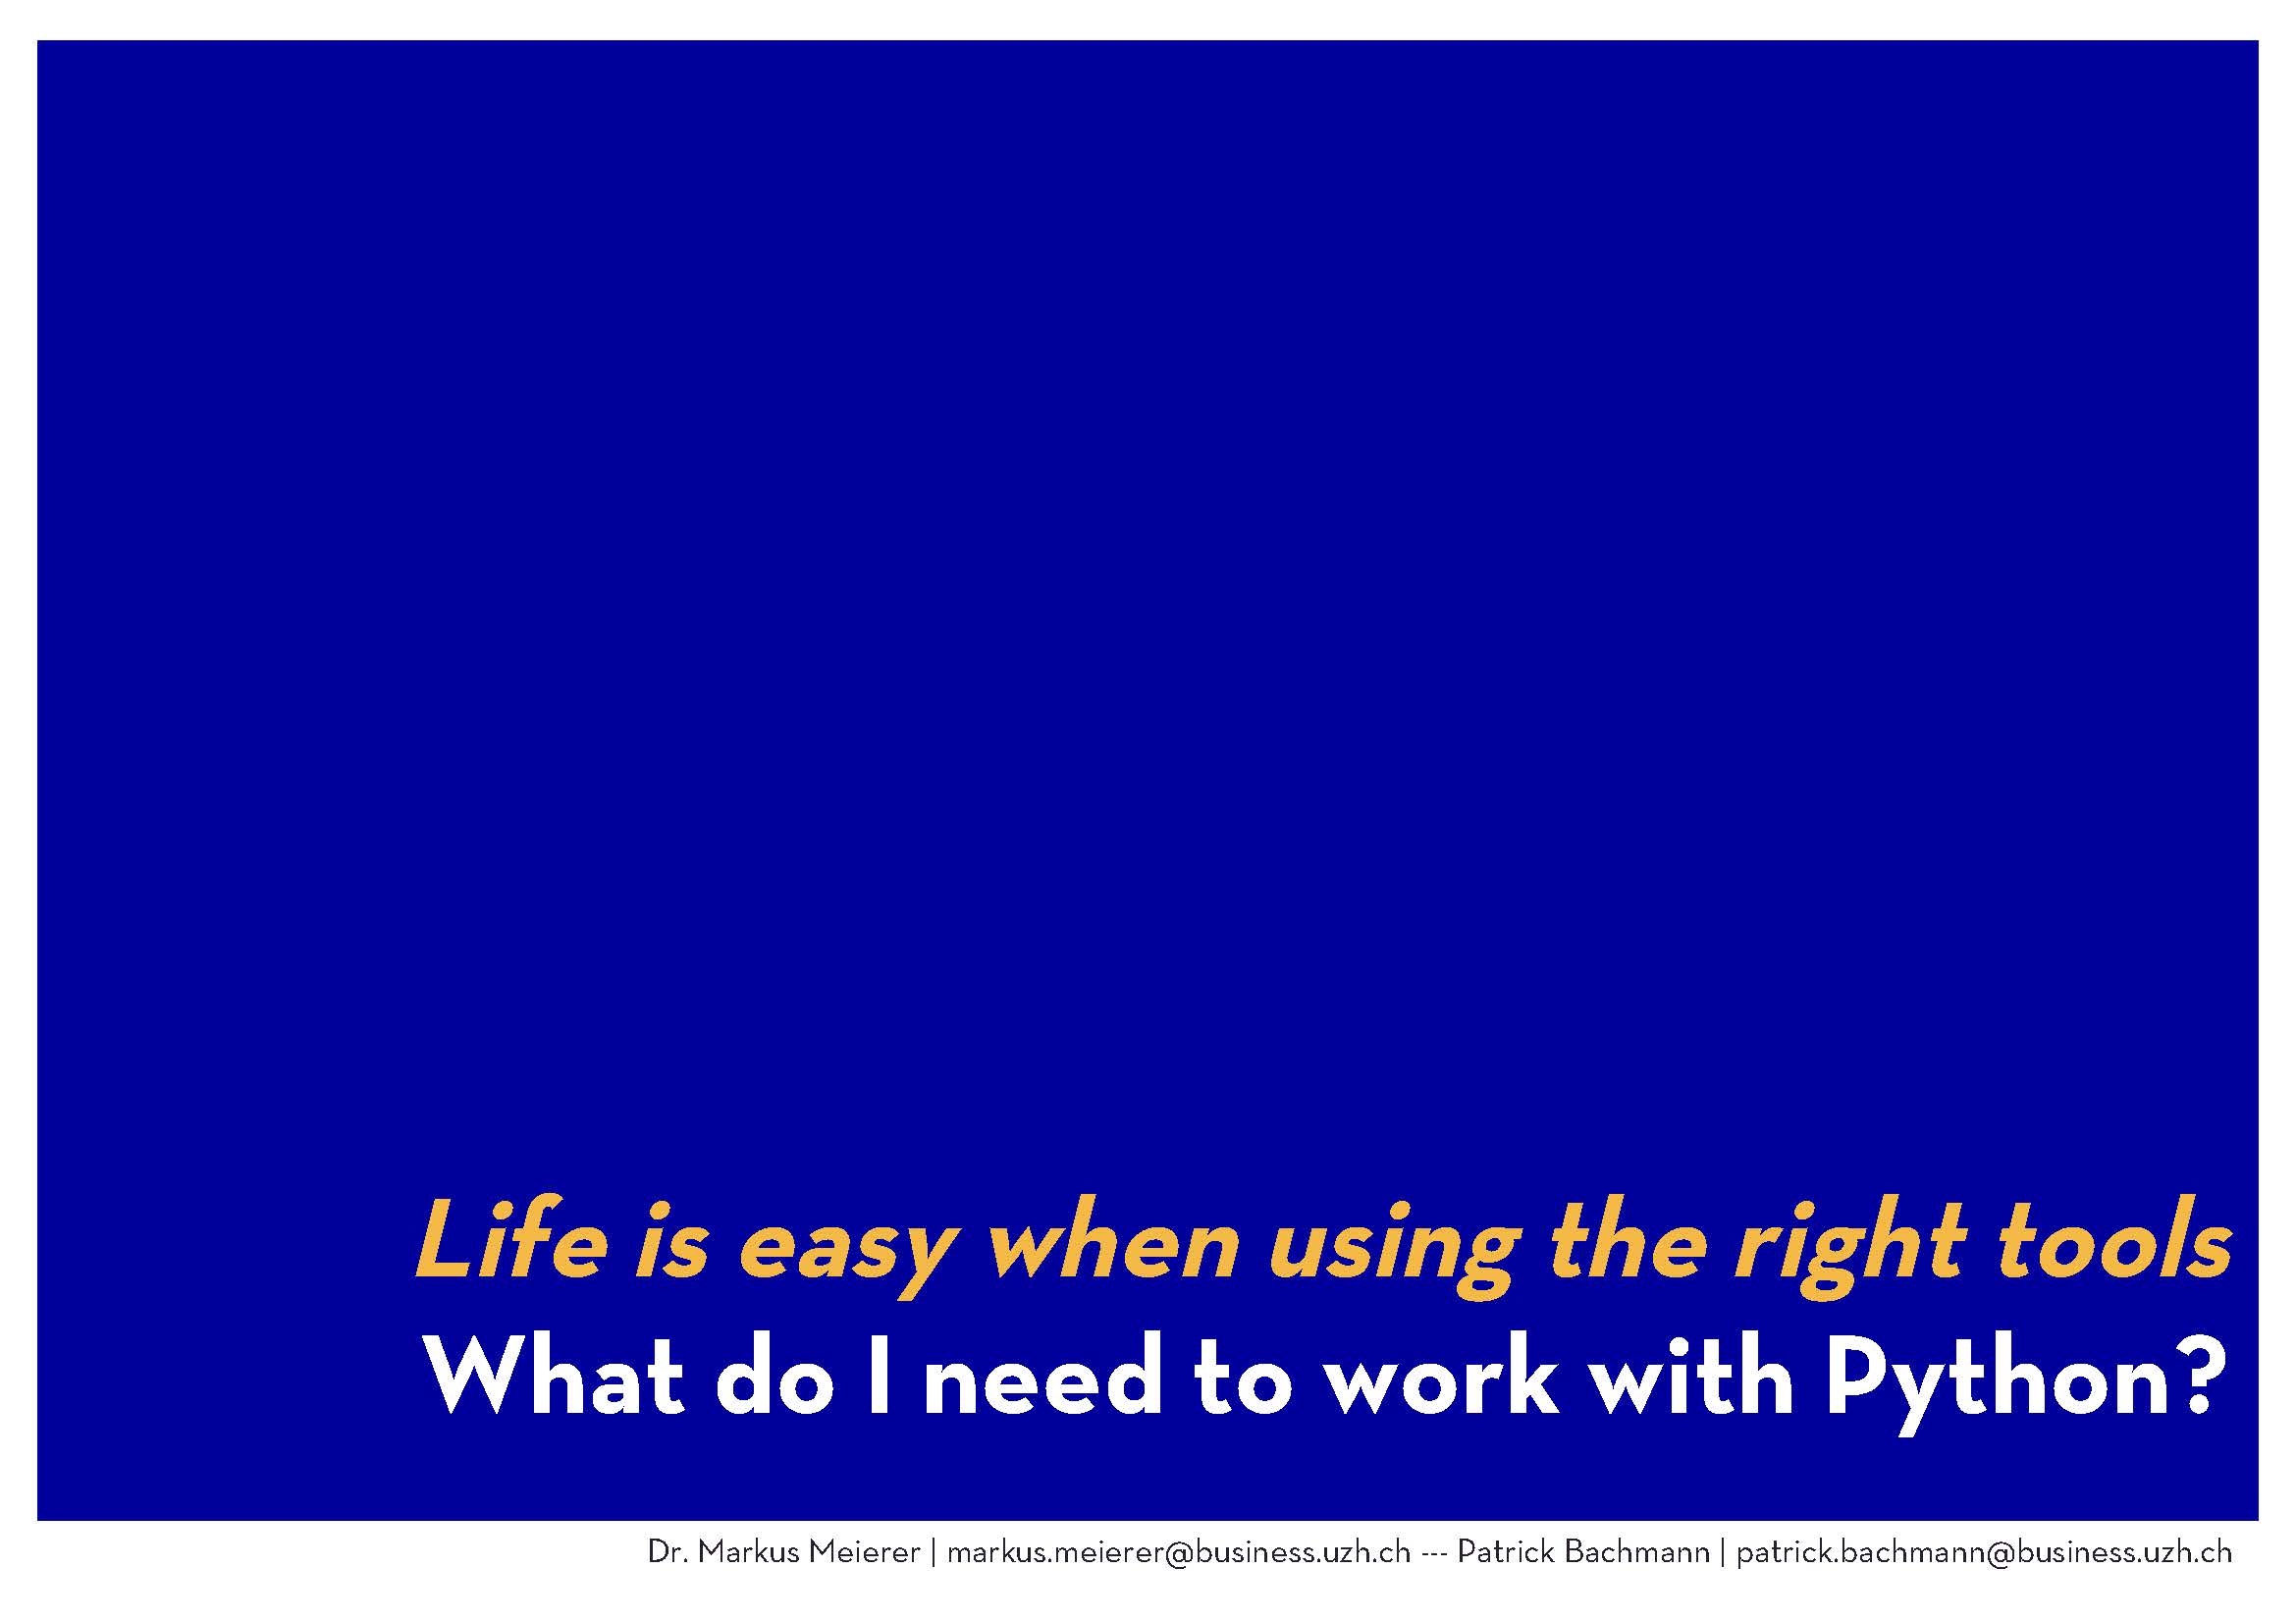 Life is easy when using the right tools
What do I need to work with Python?
Dr. Markus Meierer | markus.meierer@business.uzh.ch --- Patrick Bachmann | patrick.bachmann@business.uzh.ch